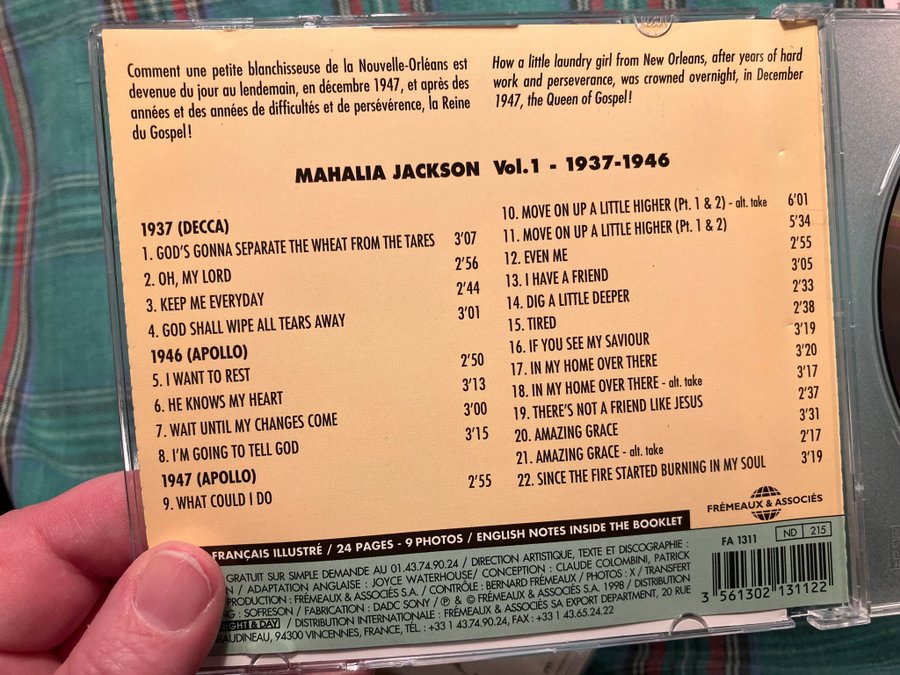 Comment une petite blanchisseuse de la Nouvelle-Orléans est
devenue du jour au lendemain, en décembre 1947, et après des
années et des années de difficultés et de persévérence, la Reine
du Gospel!
How a little laundry girl from New Orleans, after years of hard
work and perseverance, was crowned overnight, in December
1947, the Queen of Gospel!
MAHALIA JACKSON Vol.1 - 1937-1946
1937 (DECCA)
1. GOD'S GONNA SEPARATE THE WHEAT FROM THE TARES 3'07
2. OH, MY LORD 2'56
3. KEEP ME EVERYDAY 2'44
4. GOD SHALL WIPE ALL TEARS AWAY 3'01
1946 (APOLLO)
5. I WANT TO REST 2'50
6. HE KNOWS MY HEART 3'13
7. WAIT UNTIL MY CHANGES COME 3'00
8. I'M GOING TO TELL GOD 3'15
1947 (APOLLO)
9. WHAT COULD I DO 2'55
10. MOVE ON UP A LITTLE HIGHER (Pt. 1 & 2) - alt. take 6'01
11. MOVE ON UP A LITTLE HIGHER (Pt. 1 & 2) 5'34
12. EVEN ME 2'55
13. I HAVE A FRIEND 3'05
14. DIG A LITTLE DEEPER 2'33
15. TIRED 2'38
16. IF YOU SEE MY SAVIOUR 3'19
17. IN MY HOME OVER THERE 3'20
18. IN MY HOME OVER THERE - alt. take 3'17
19. THERE'S NOT A FRIEND LIKE JESUS 2'37
20. AMAZING GRACE 3'31
21. AMAZING GRACE - alt. take 2'17
22. SINCE THE FIRE STARTED BURNING IN MY SOUL 3'19
FRÉMEAUX & ASSOCIÉS
FRANÇAIS ILLUSTRÉ / 24 PAGES - 9 PHOTOS / ENGLISH NOTES INSIDE THE BOOKLET
GRATUIT SUR SIMPLE DEMANDE AU 01.43.74.90.24 / DIRECTION ARTISTIQUE, TEXTE ET DISCOGRAPHIE :
/ ADAPTATION ANGLAISE : JOYCE WATERHOUSE/ CONCEPTION : CLAUDE COLOMBINI, PATRICK
PRODUCTION : FRÉMEAUX & ASSOCIÉS S.A. / CONTRÔLE : BERNARD FRÉMEAUX / PHOTOS : X / TRANSFERT
: SOFRESON / FABRICATION : DADC SONY / ℗ & © FRÉMEAUX & ASSOCIÉS S.A. 1998 / DISTRIBUTION
& DAY / DISTRIBUTION INTERNATIONALE : FRÉMEAUX & ASSOCIÉS SA EXPORT DEPARTMENT, 20 RUE
94300 VINCENNES, FRANCE, TÉL. : +33 1 43.74.90.24, FAX : +33 1 43.65.24.22
FA 1311 ND 215
3 561302 131122